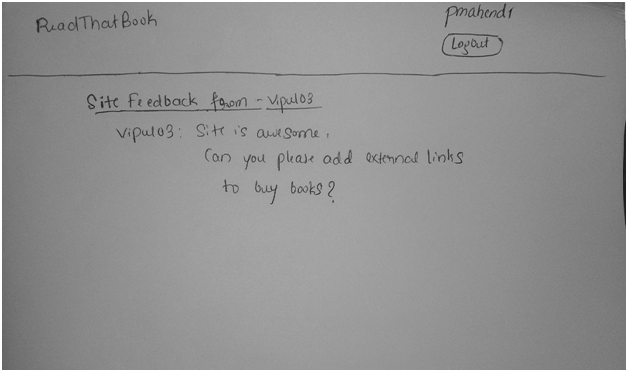 ReadThatBook
pmahendr
Logout
Site Feedback from - Vipul03
Vipul03: Site is awesome.
Can you please add external links
to buy books?